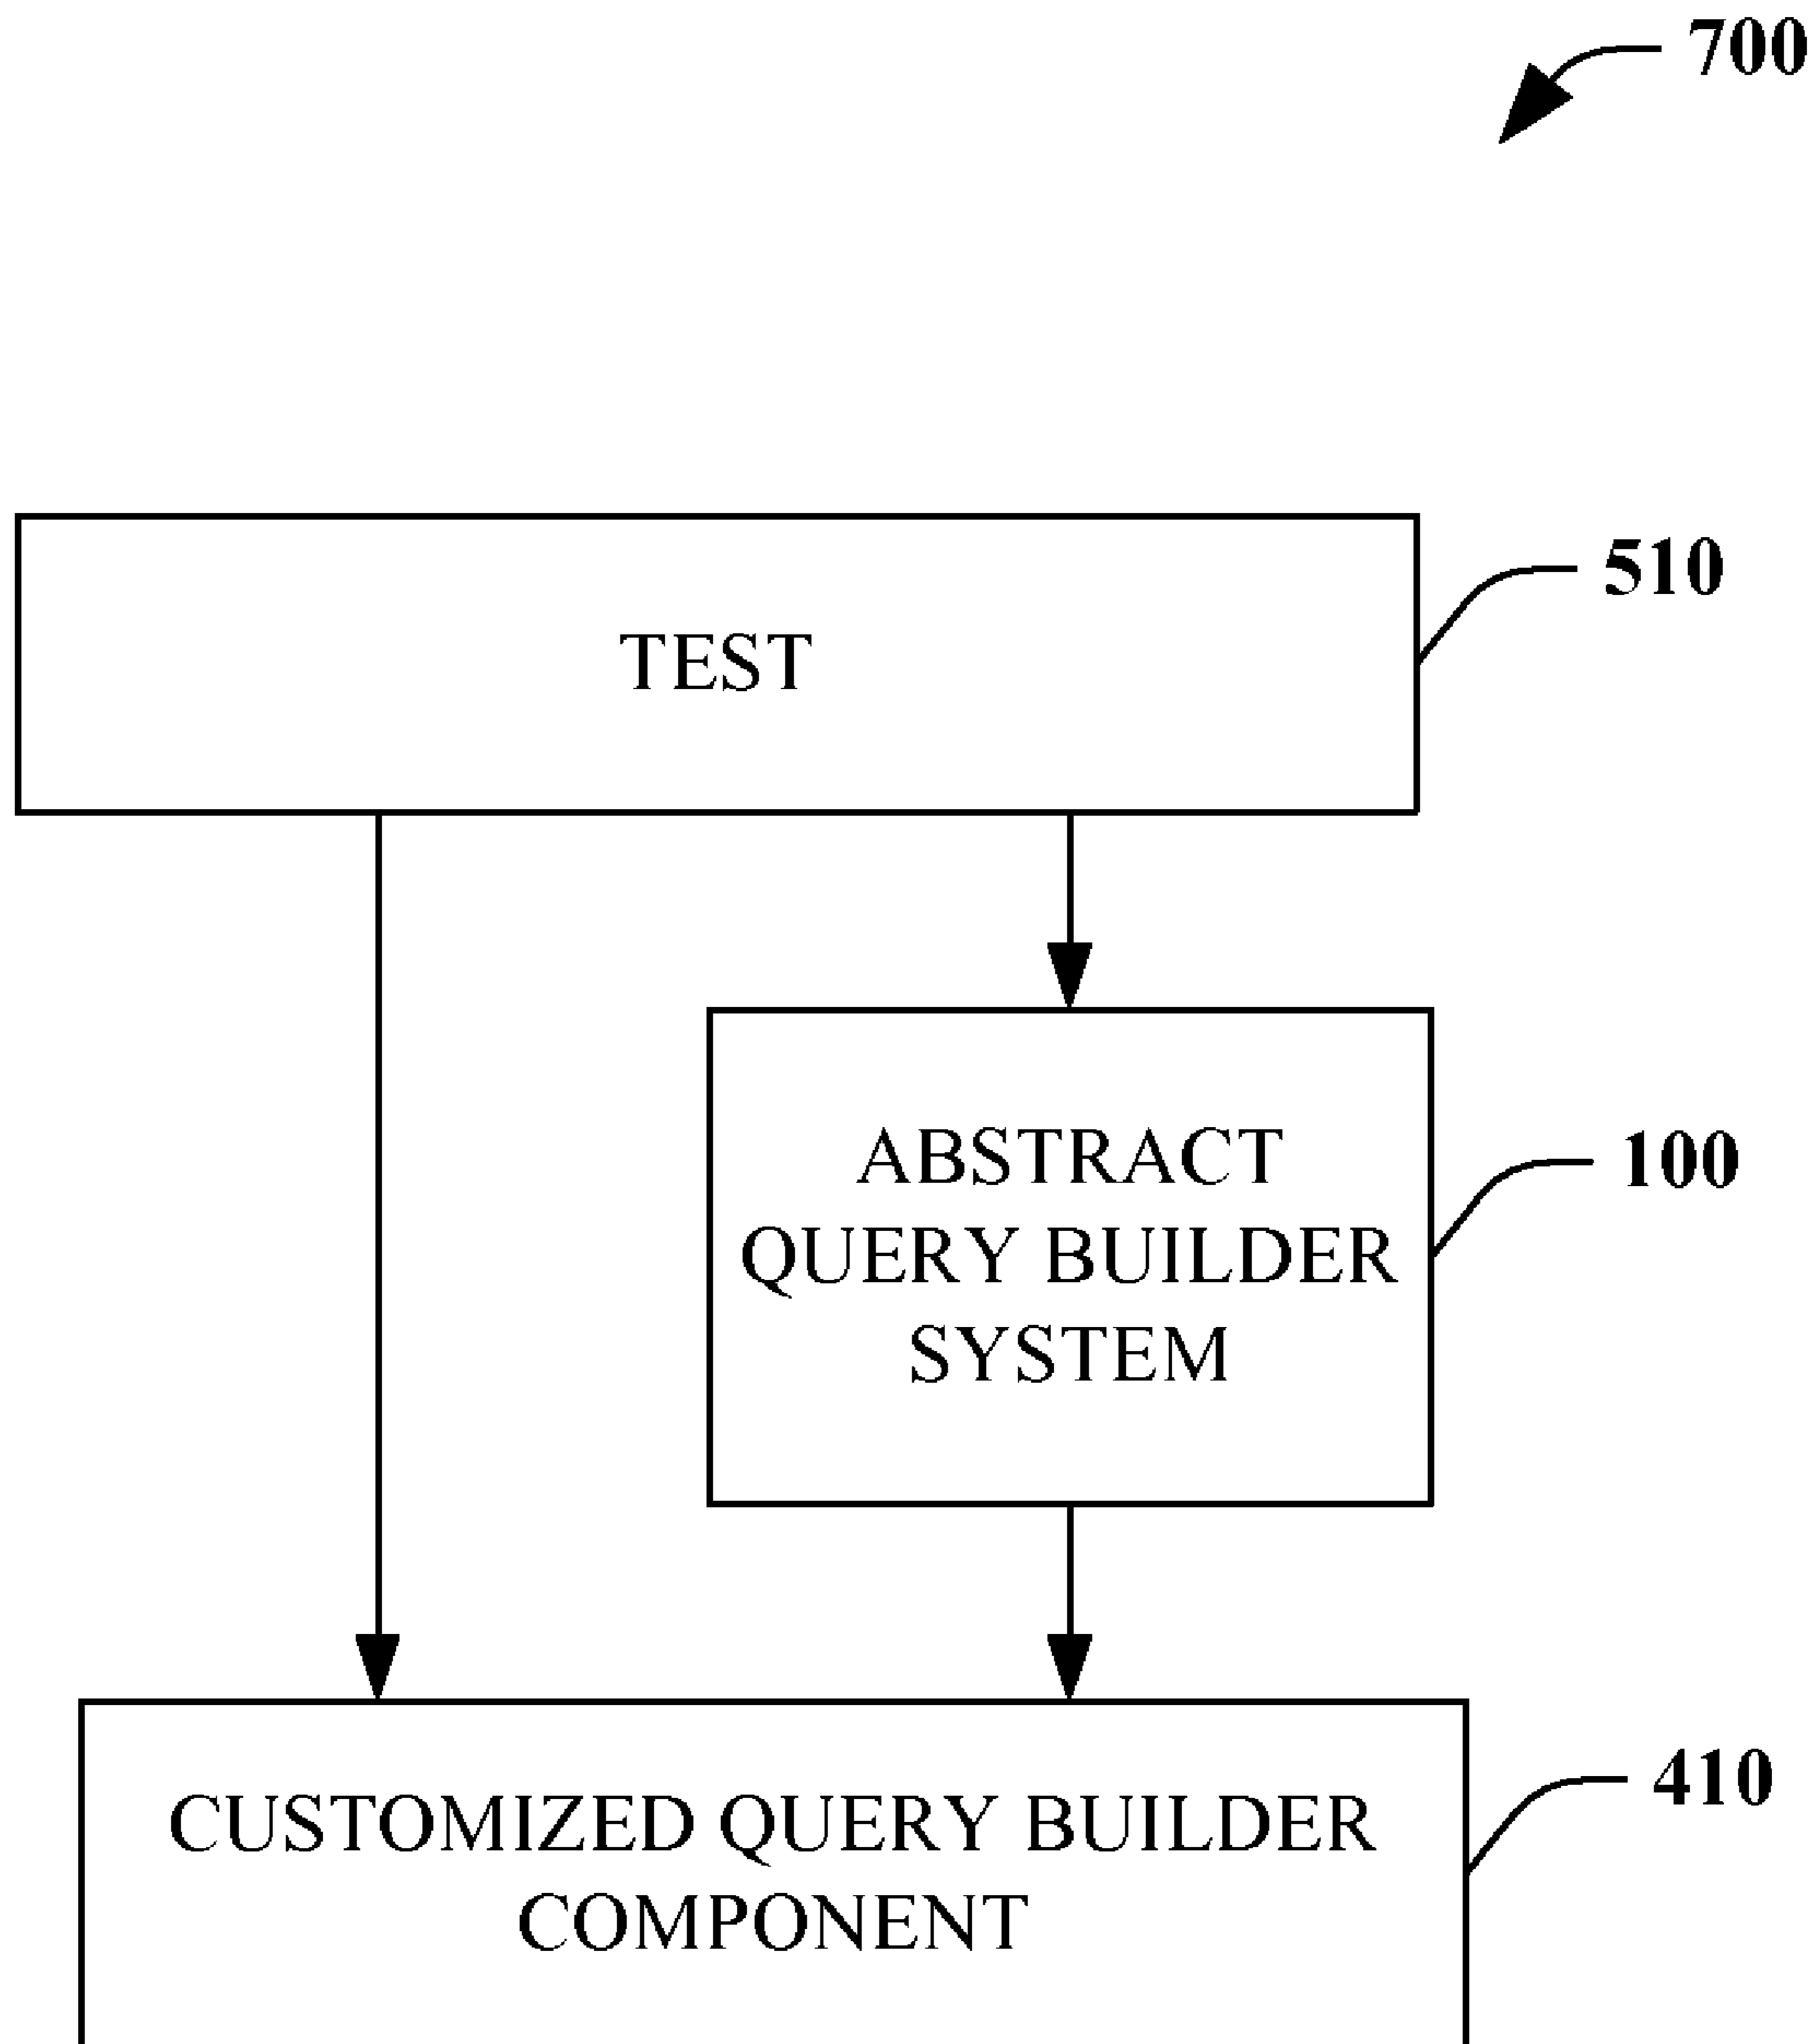 700
510
TEST
100
ABSTRACT
QUERY BUILDER
SYSTEM
410
CUSTOMIZED QUERY BUILDER
COMPONENT